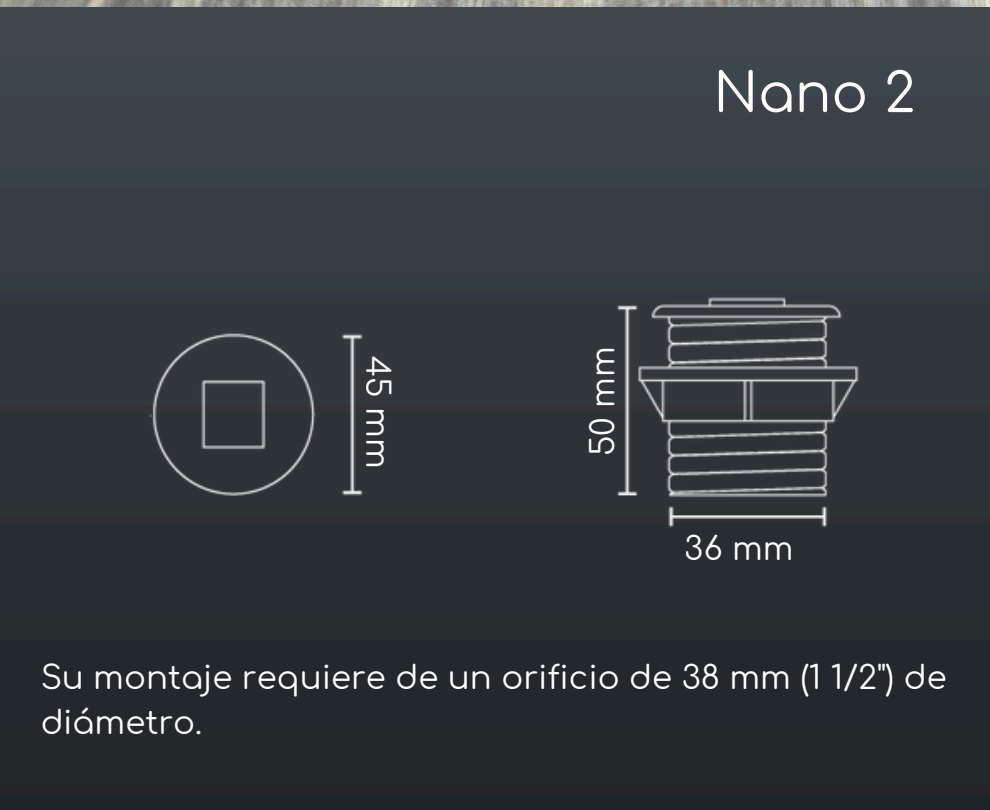 Nano 2
45 mm
50 mm
36 mm
Su montaje requiere de un orificio de 38 mm (1 1/2") de
diámetro.